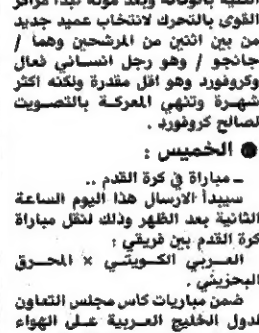 القوى بالتحرك لانتخاب عميد جديد
من بين اثنين من المرشحين وهما /
جانجو / وهو رجل انساني فعال
وكروفورد وهو اقل مقدرة ولكنه اكثر
شهرة وتنتهي المعركة بالتصويت
لصالح كروفورد .
● الخميس :
ـ مباراة في كرة القدم ..
سيبدأ الارسال هذا اليوم الساعة
الثانية بعد الظهر وذلك لنقل مباراة
كرة القدم بين فريقي :
العربي الكويتي × المحرق
البحريني .
ضمن مباريات كاس مجلس التعاون
لدول الخليج العربية على الهواء